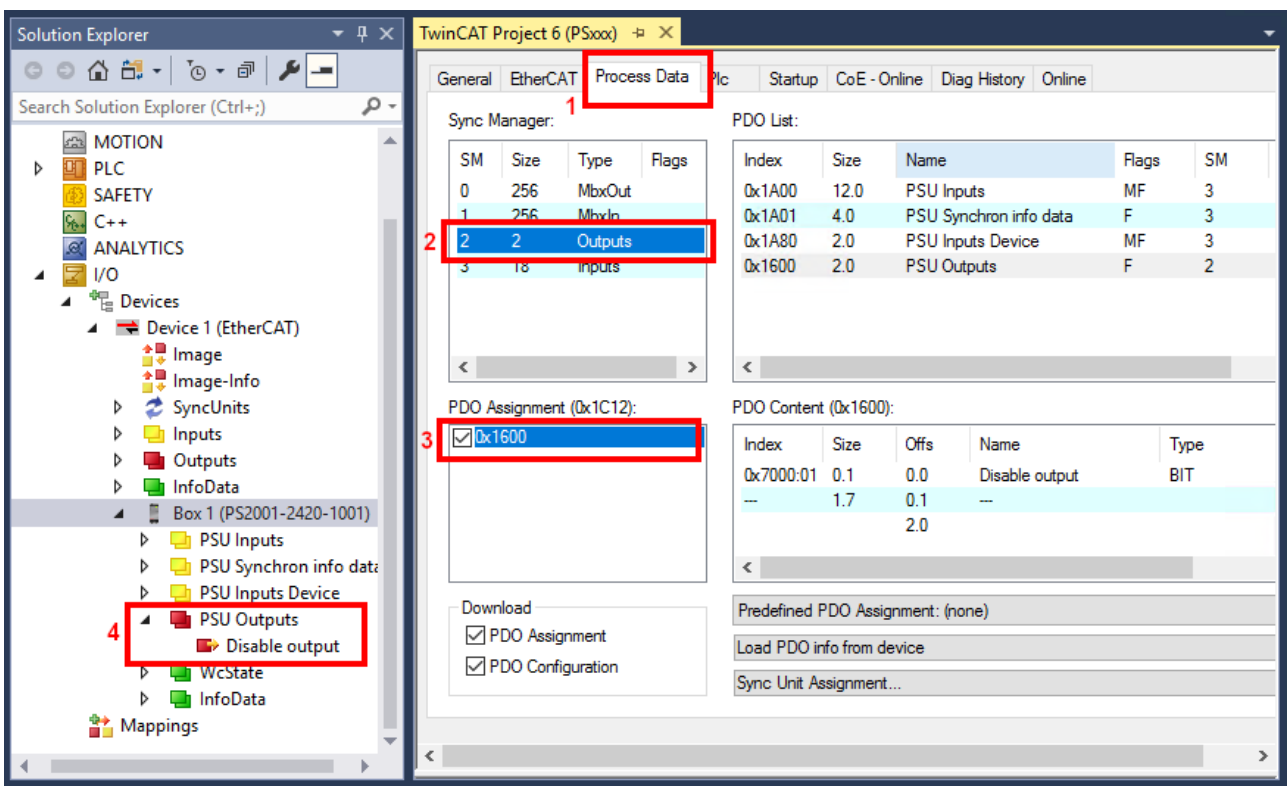 Solution Explorer
Search Solution Explorer (Ctrl+;)
MOTION
PLC
SAFETY
C++
ANALYTICS
I/O
Devices
Device 1 (EtherCAT)
Image
Image-Info
SyncUnits
Inputs
Outputs
InfoData
Box 1 (PS2001-2420-1001)
PSU Inputs
PSU Synchron info data
PSU Inputs Device
4
PSU Outputs
Disable output
WcState
InfoData
Mappings
TwinCAT Project 6 (PSxxx)
General EtherCAT Process Data Plc Startup CoE - Online Diag History Online
1
Sync Manager:
SM Size Type Flags
0 256 MbxOut
1 256 MbxIn
2 2 2 Outputs
3 18 Inputs
PDO List:
Index Size Name Flags SM
0x1A00 12.0 PSU Inputs MF 3
0x1A01 4.0 PSU Synchron info data F 3
0x1A80 2.0 PSU Inputs Device MF 3
0x1600 2.0 PSU Outputs F 2
PDO Assignment (0x1C12):
3 0x1600
PDO Content (0x1600):
Index Size Offs Name Type
0x7000:01 0.1 0.0 Disable output BIT
--- 1.7 0.1 ---
2.0
Download
PDO Assignment
PDO Configuration
Predefined PDO Assignment: (none)
Load PDO info from device
Sync Unit Assignment...